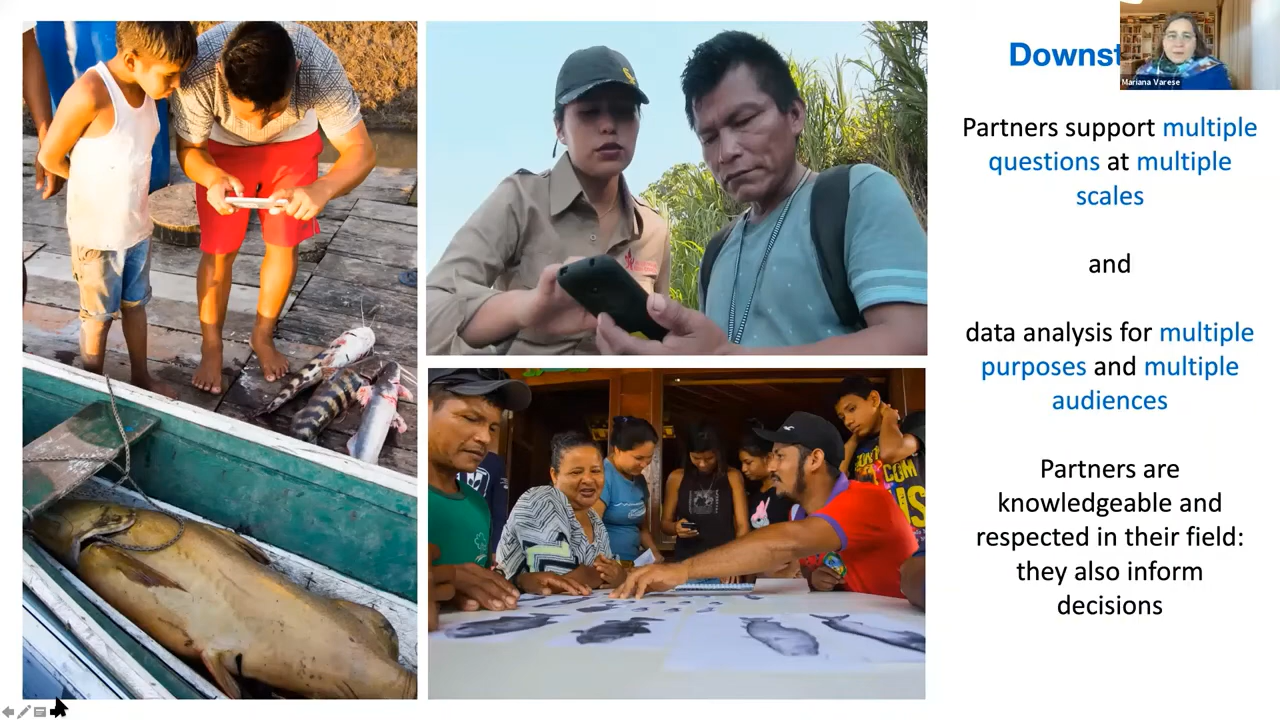 Downst
Mariana Varese
Partners support multiple
questions at multiple
scales
and
data analysis for multiple
purposes and multiple
audiences
Partners are
knowledgeable and
respected in their field:
they also inform
decisions
COM